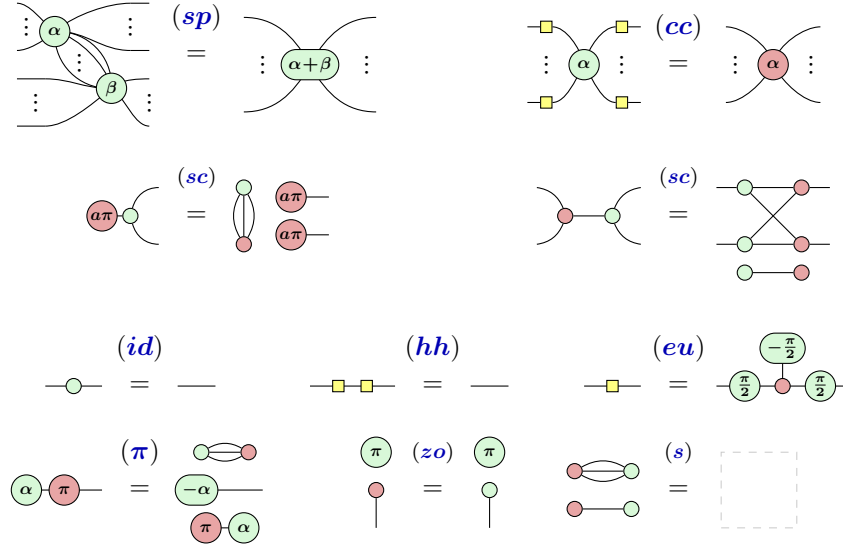 α ⋮ ⋮ ⋮ β ⋮ ⋮ (sp) = ⋮ α+β ⋮
⋮ α ⋮ (cc) = ⋮ α ⋮
aπ (sc) = aπ aπ
(sc) =
(id) =
(hh) =
(eu) = π/2 −π/2 π/2
α π (π) = −α π α
π (zo) = π
(s) =